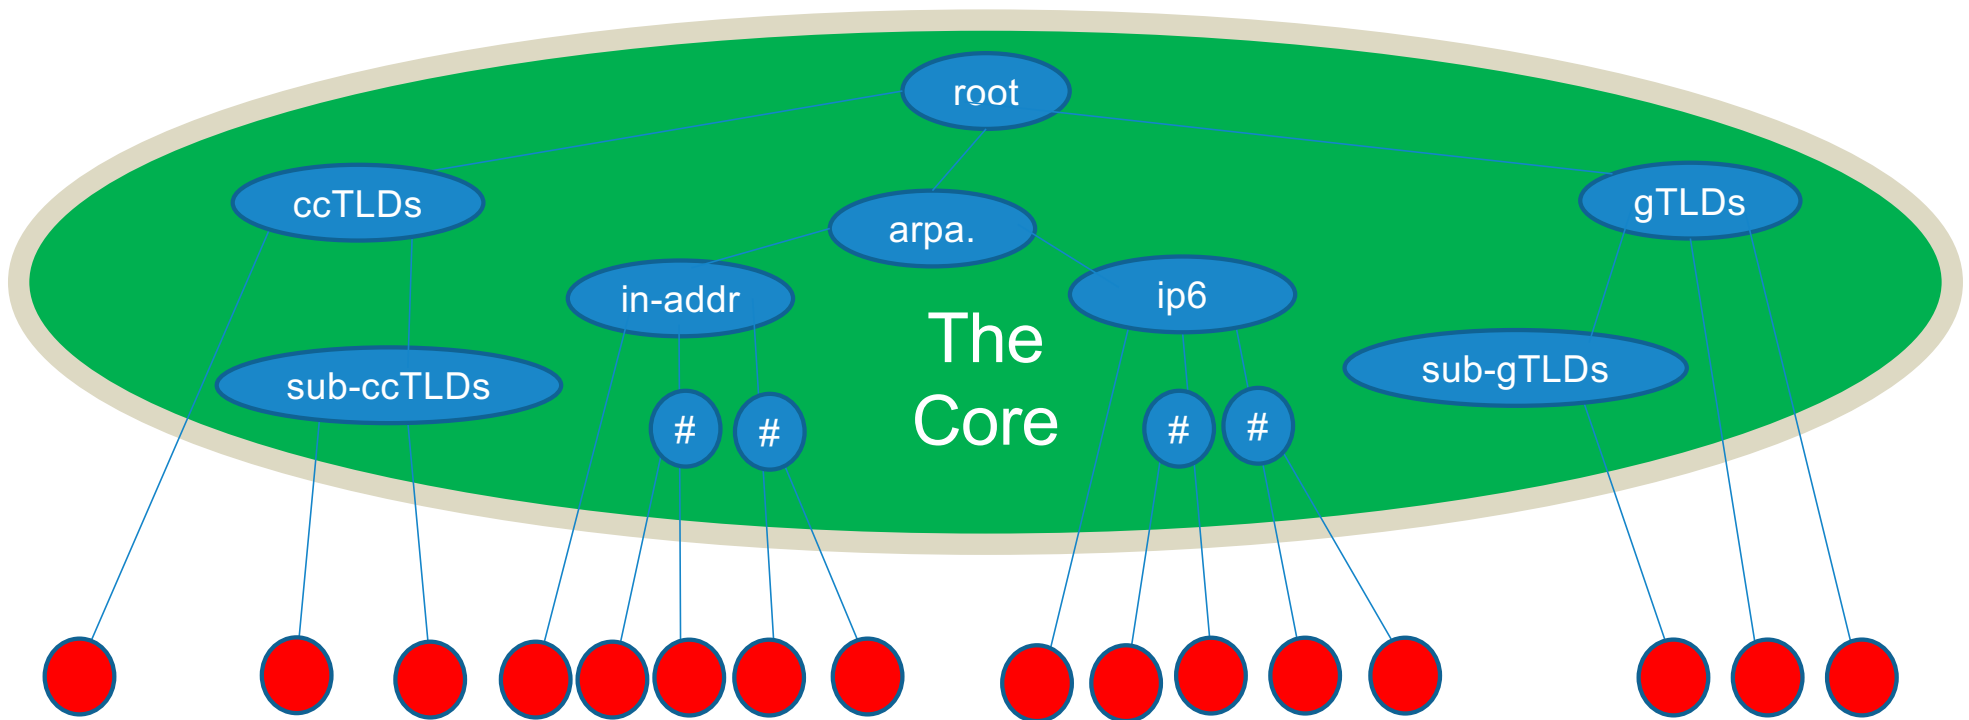 root
ccTLDs
gTLDs
arpa.
in-addr
ip6
The
Core
sub-ccTLDs
sub-gTLDs
#
#
#
#